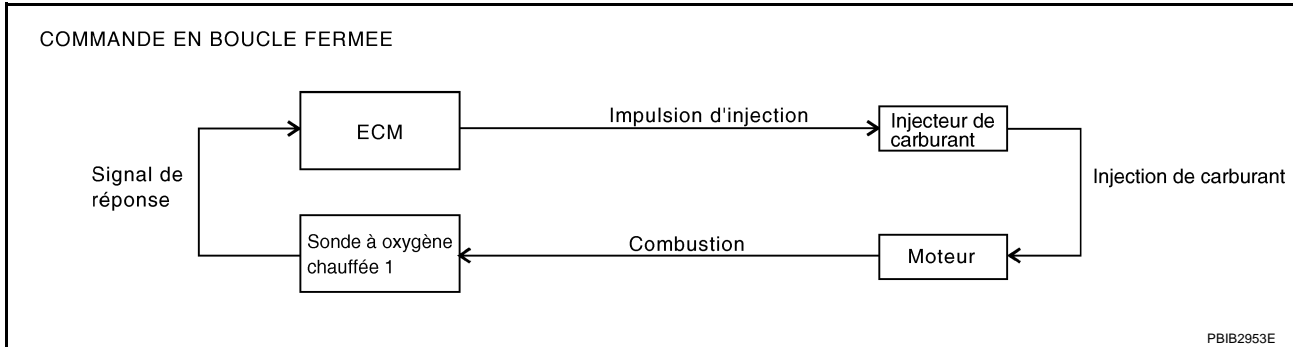 COMMANDE EN BOUCLE FERMEE
ECM
Impulsion d'injection
Injecteur de
carburant
Signal de
réponse
Injection de carburant
Sonde à oxygène
chauffée 1
Combustion
Moteur
PBIB2953E